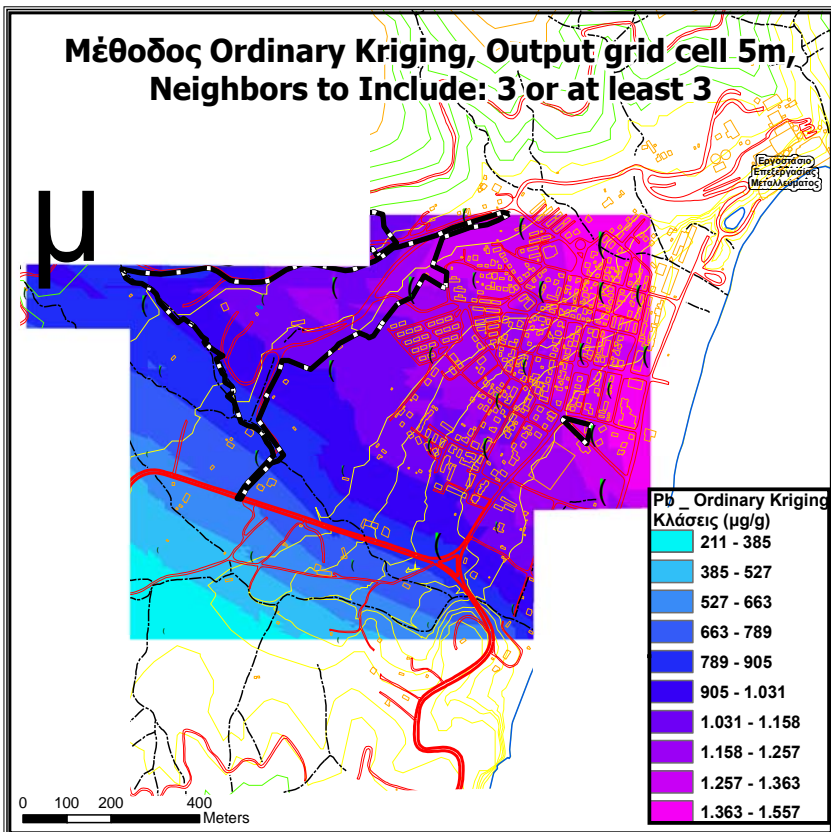 Μέθοδος Ordinary Kriging, Output grid cell 5m,
Neighbors to Include: 3 or at least 3
Εργοστάσιο
Επεξεργασίας
Μεταλλεύματος
μ
Pb _ Ordinary Kriging
Κλάσεις (μg/g)
211 - 385
385 - 527
527 - 663
663 - 789
789 - 905
905 - 1.031
1.031 - 1.158
1.158 - 1.257
1.257 - 1.363
1.363 - 1.557
0 100 200 400
Meters